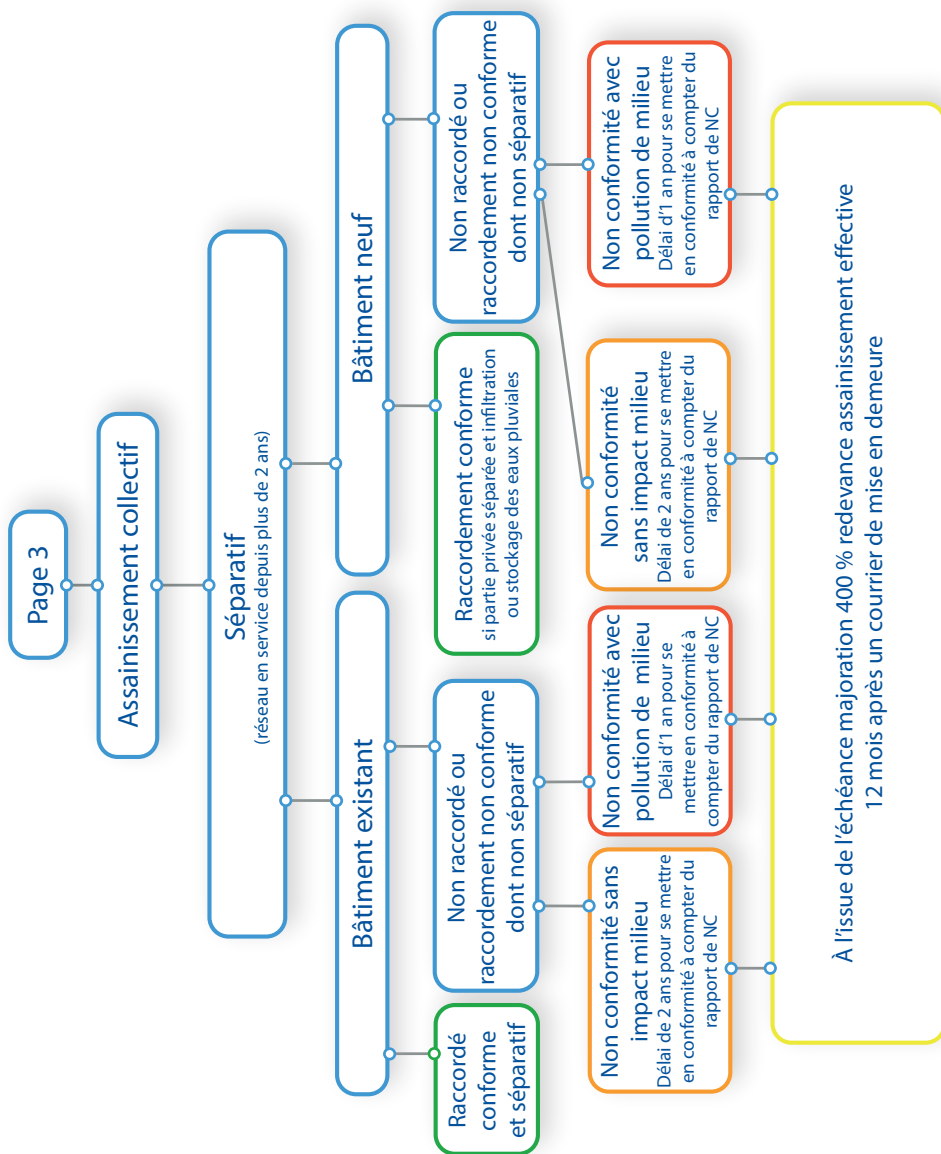 Page 3
Assainissement collectif
Séparatif
(réseau en service depuis plus de 2 ans)
Bâtiment existant
Bâtiment neuf
Raccordé
conforme
et séparatif
Non raccordé ou
raccordement non conforme
dont non séparatif
Raccordement conforme
si partie privée séparée et infiltration
ou stockage des eaux pluviales
Non raccordé ou
raccordement non conforme
dont non séparatif
Non conformité sans
impact milieu
Délai de 2 ans pour se mettre
en conformité à compter du
rapport de NC
Non conformité avec
pollution de milieu
Délai d'1 an pour se
mettre en conformité à
compter du rapport de NC
Non conformité
sans impact milieu
Délai de 2 ans pour se mettre
en conformité à compter du
rapport de NC
Non conformité avec
pollution de milieu
Délai d'1 an pour se mettre
en conformité à compter du
rapport de NC
À l'issue de l'échéance majoration 400 % redevance assainissement effective
12 mois après un courrier de mise en demeure